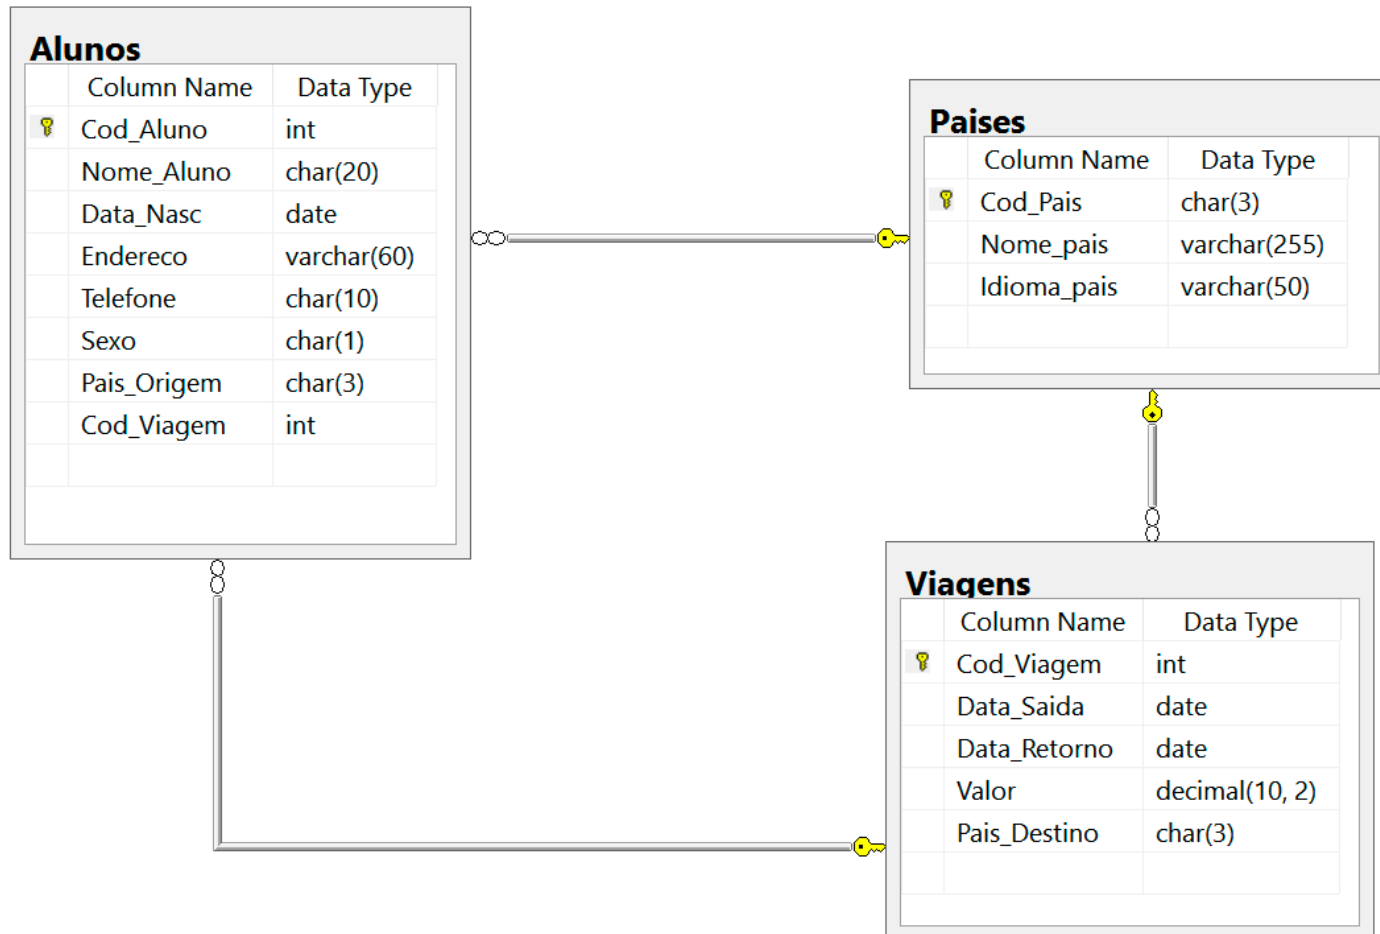 Alunos
Column Name Data Type
Cod_Aluno int
Nome_Aluno char(20)
Data_Nasc date
Endereco varchar(60)
Telefone char(10)
Sexo char(1)
Pais_Origem char(3)
Cod_Viagem int
Paises
Column Name Data Type
Cod_Pais char(3)
Nome_pais varchar(255)
Idioma_pais varchar(50)
Viagens
Column Name Data Type
Cod_Viagem int
Data_Saida date
Data_Retorno date
Valor decimal(10, 2)
Pais_Destino char(3)